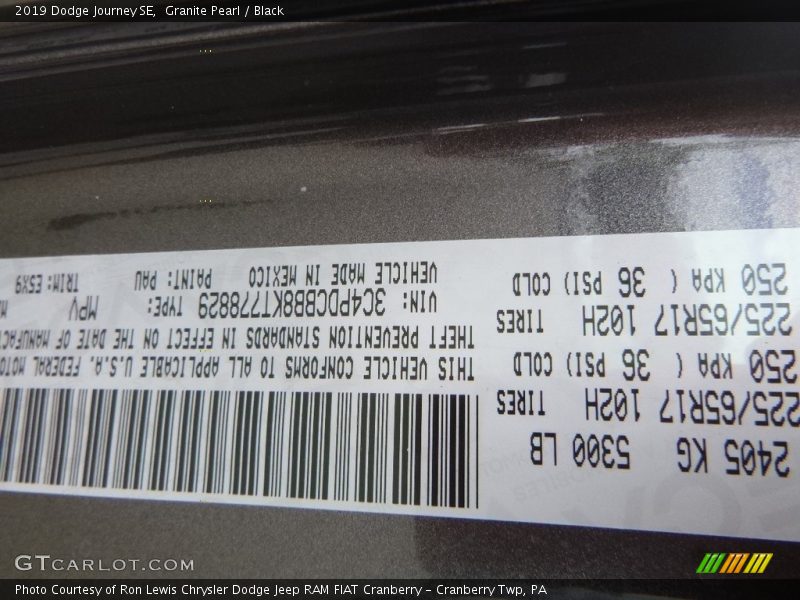 2019 Dodge Journey SE, Granite Pearl / Black
2405 KG 5300 LB
225/65R17 102H TIRES
250 KPA ( 36 PSI) COLD
225/65R17 102H TIRES
250 KPA ( 36 PSI) COLD
THIS VEHICLE CONFORMS TO ALL APPLICABLE U.S.A. FEDERAL MOTO
THEFT PREVENTION STANDARDS IN EFFECT ON THE DATE OF MANUFAC
VIN: 3C4PDCBB8KT778829 TYPE: MPV
VEHICLE MADE IN MEXICO PAINT: PAU TRIM: E5X9
GTCARLOT.COM
Photo Courtesy of Ron Lewis Chrysler Dodge Jeep RAM FIAT Cranberry - Cranberry Twp, PA